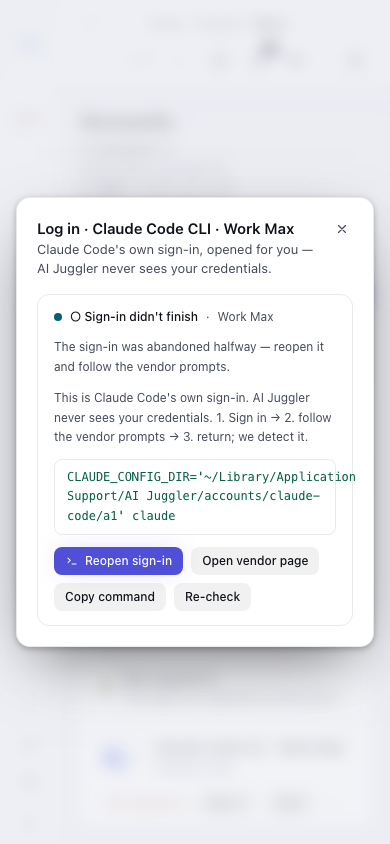 Log in · Claude Code CLI · Work Max
Claude Code's own sign-in, opened for you —
AI Juggler never sees your credentials.
Sign-in didn't finish · Work Max
The sign-in was abandoned halfway — reopen it
and follow the vendor prompts.
This is Claude Code's own sign-in. AI Juggler
never sees your credentials. 1. Sign in → 2. follow
the vendor prompts → 3. return; we detect it.
CLAUDE_CONFIG_DIR='~/Library/Application
Support/AI Juggler/accounts/claude-
code/a1' claude
Reopen sign-in
Open vendor page
Copy command
Re-check